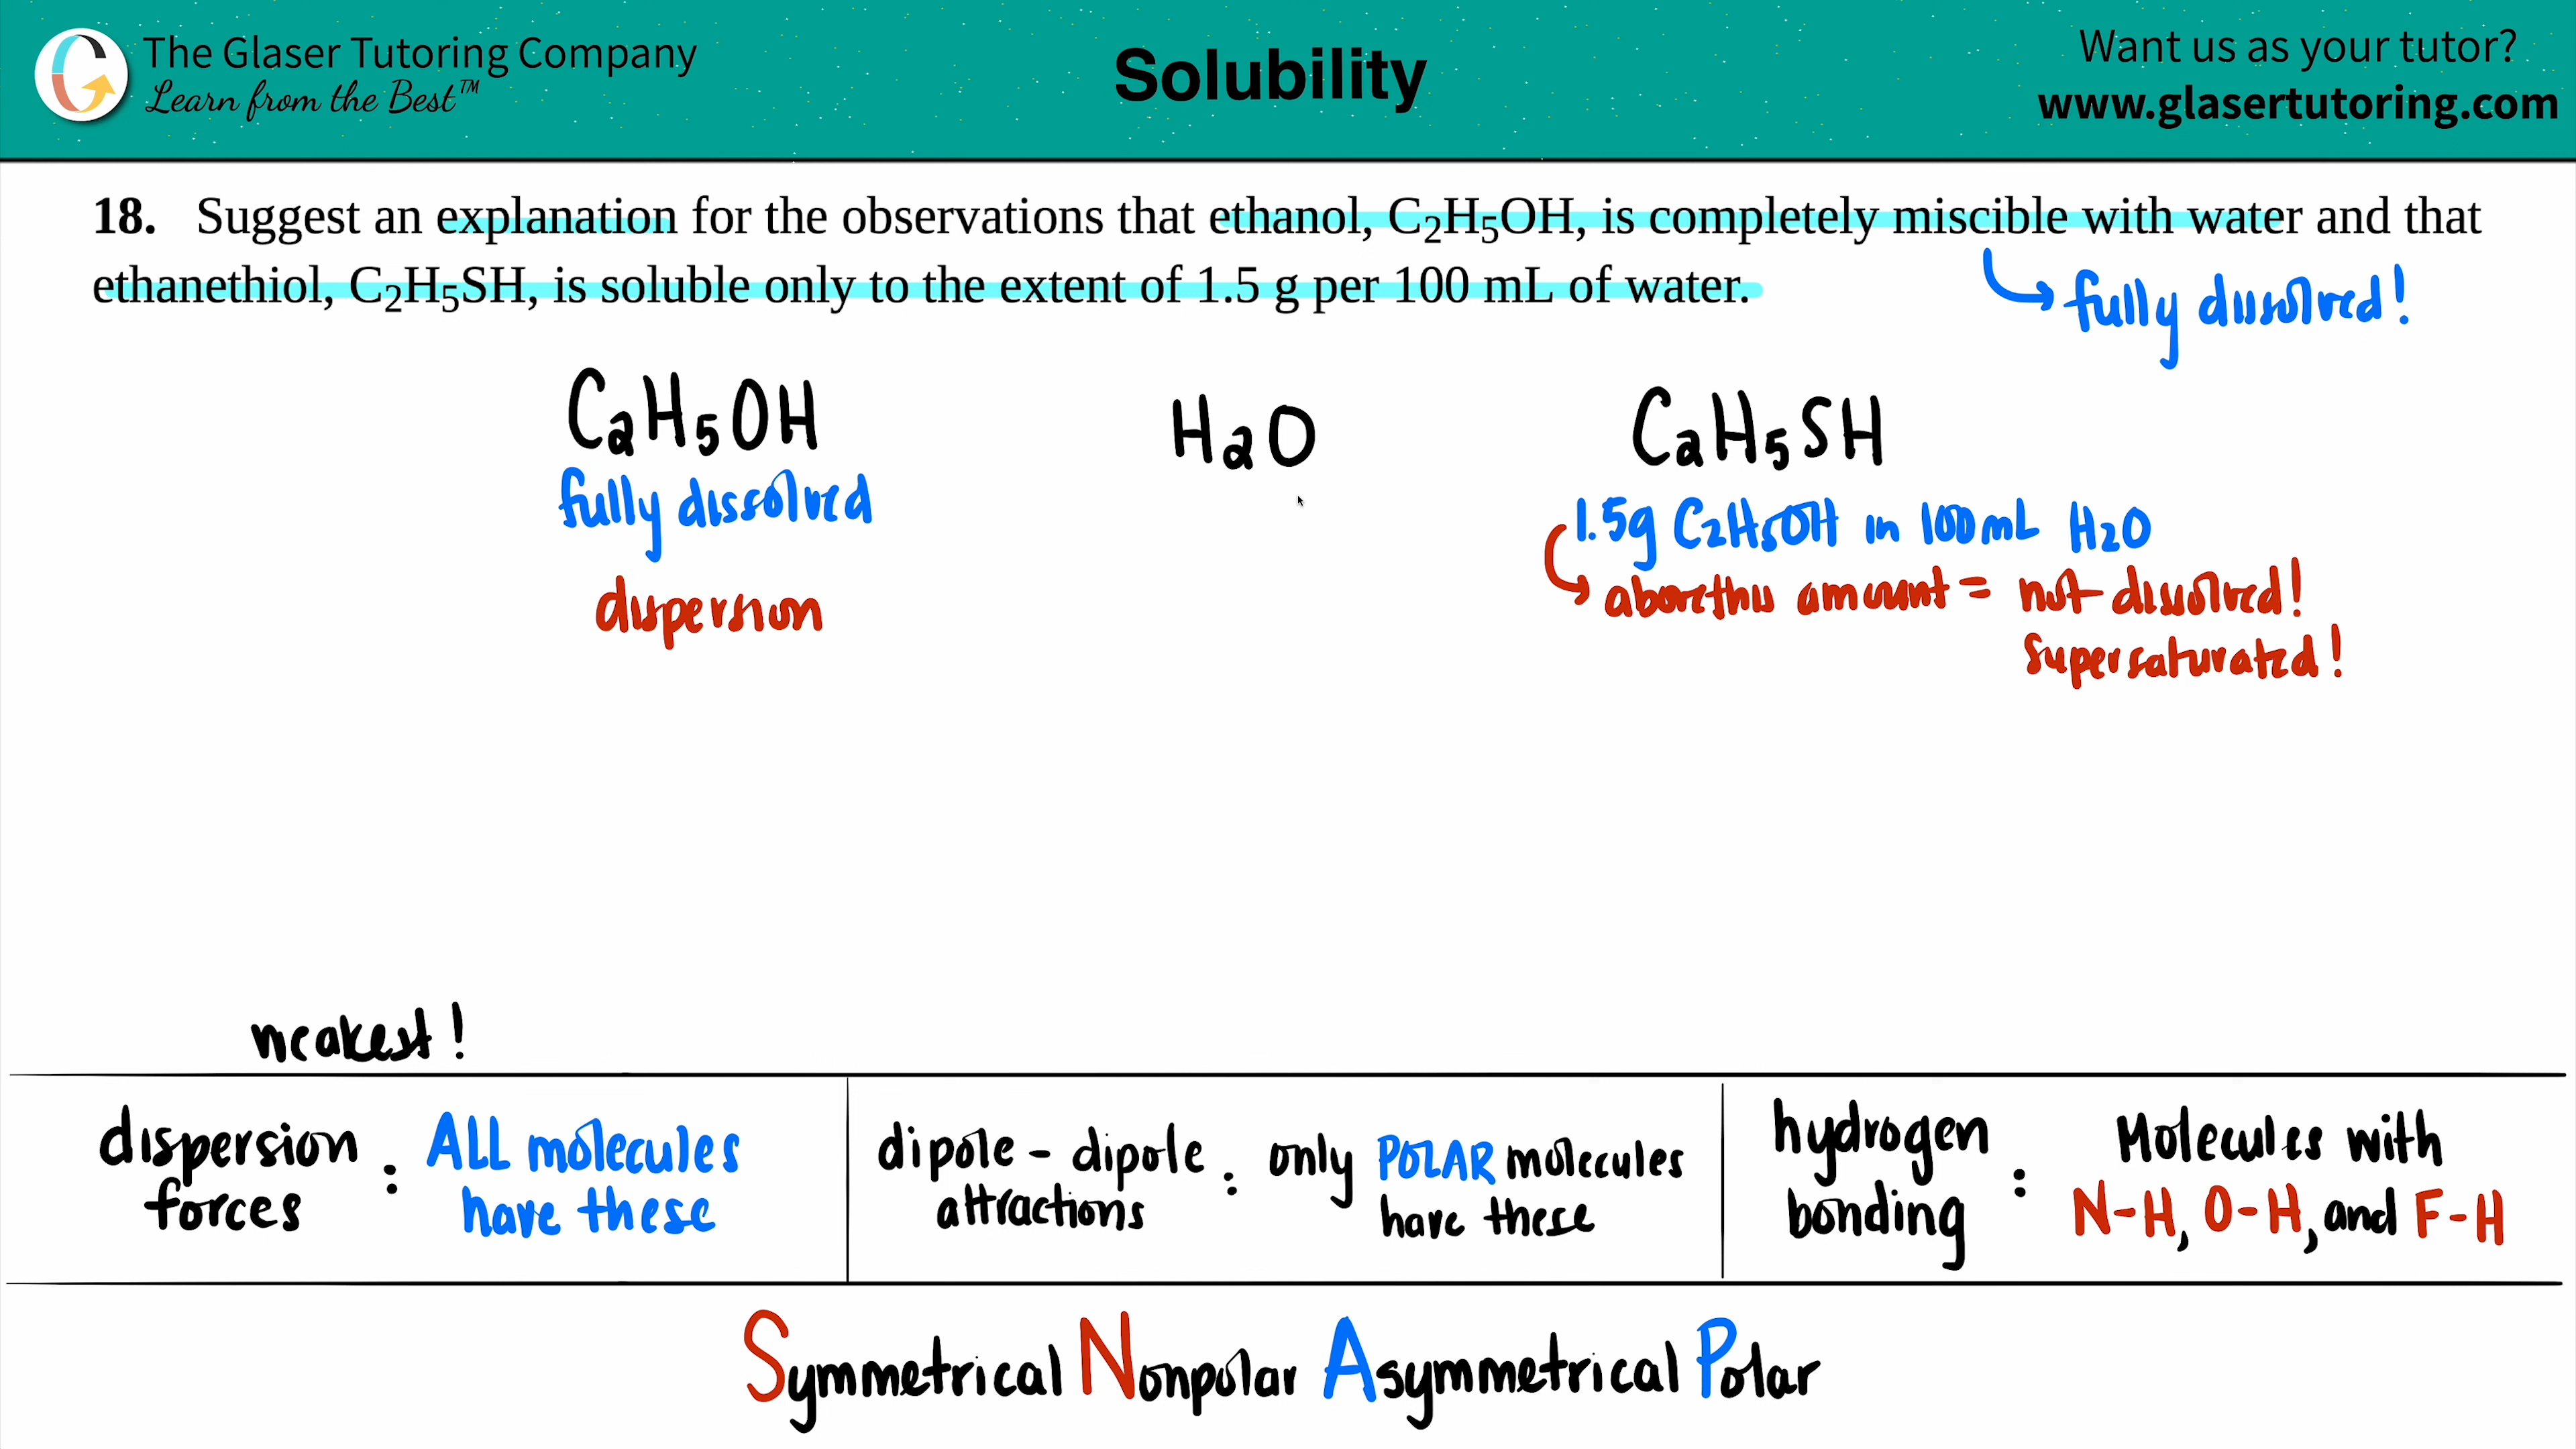 The Glaser Tutoring Company
Learn from the Best™
Solubility
Want us as your tutor?
www.glasertutoring.com
18. Suggest an explanation for the observations that ethanol, C₂H₅OH, is completely miscible with water and that
ethanethiol, C₂H₅SH, is soluble only to the extent of 1.5 g per 100 mL of water.
fully dissolved!
C₂H₅OH
fully dissolved
dispersion
H₂O
C₂H₅SH
1.5g C₂H₅OH in 100mL H₂O
above this amount = not dissolved!
supersaturated!
weakest!
dispersion forces : ALL molecules
have these
dipole - dipole attractions : only POLAR molecules
have these
hydrogen bonding : Molecules with
N-H, O-H, and F-H
Symmetrical Nonpolar Asymmetrical Polar